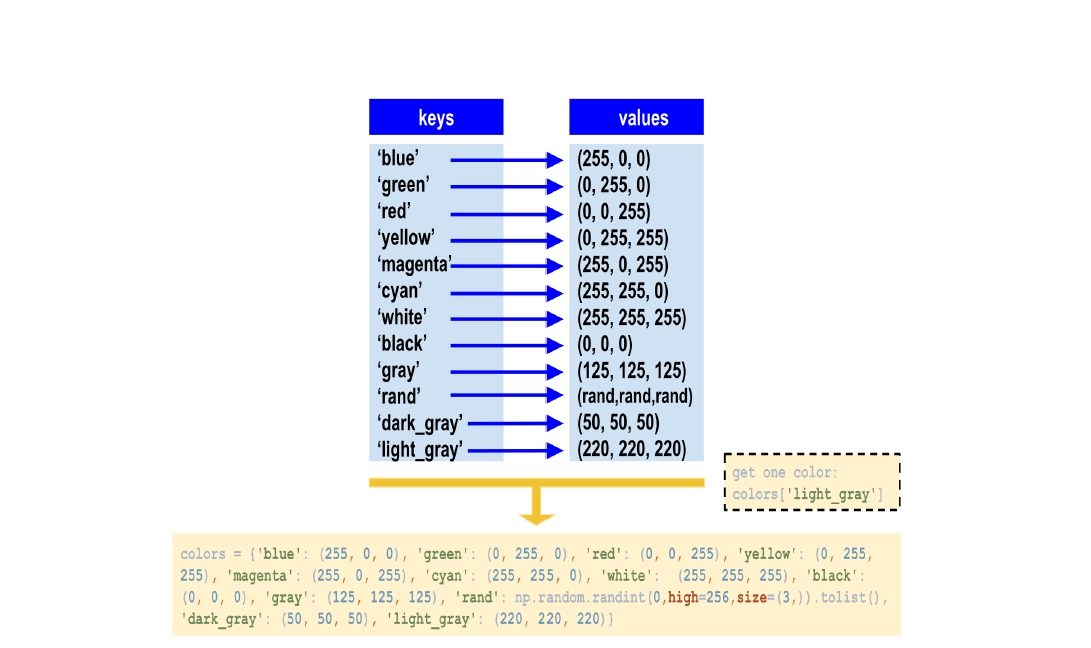 keys values
‘blue’ (255, 0, 0)
‘green’ (0, 255, 0)
‘red’ (0, 0, 255)
‘yellow’ (0, 255, 255)
‘magenta’ (255, 0, 255)
‘cyan’ (255, 255, 0)
‘white’ (255, 255, 255)
‘black’ (0, 0, 0)
‘gray’ (125, 125, 125)
‘rand’ (rand,rand,rand)
‘dark_gray’ (50, 50, 50)
‘light_gray’ (220, 220, 220)
get one color:
colors['light_gray']
colors = {'blue': (255, 0, 0), 'green': (0, 255, 0), 'red': (0, 0, 255), 'yellow': (0, 255,
255), 'magenta': (255, 0, 255), 'cyan': (255, 255, 0), 'white':  (255, 255, 255), 'black':
(0, 0, 0), 'gray': (125, 125, 125), 'rand': np.random.randint(0,high=256,size=(3,)).tolist(),
'dark_gray': (50, 50, 50), 'light_gray': (220, 220, 220)}